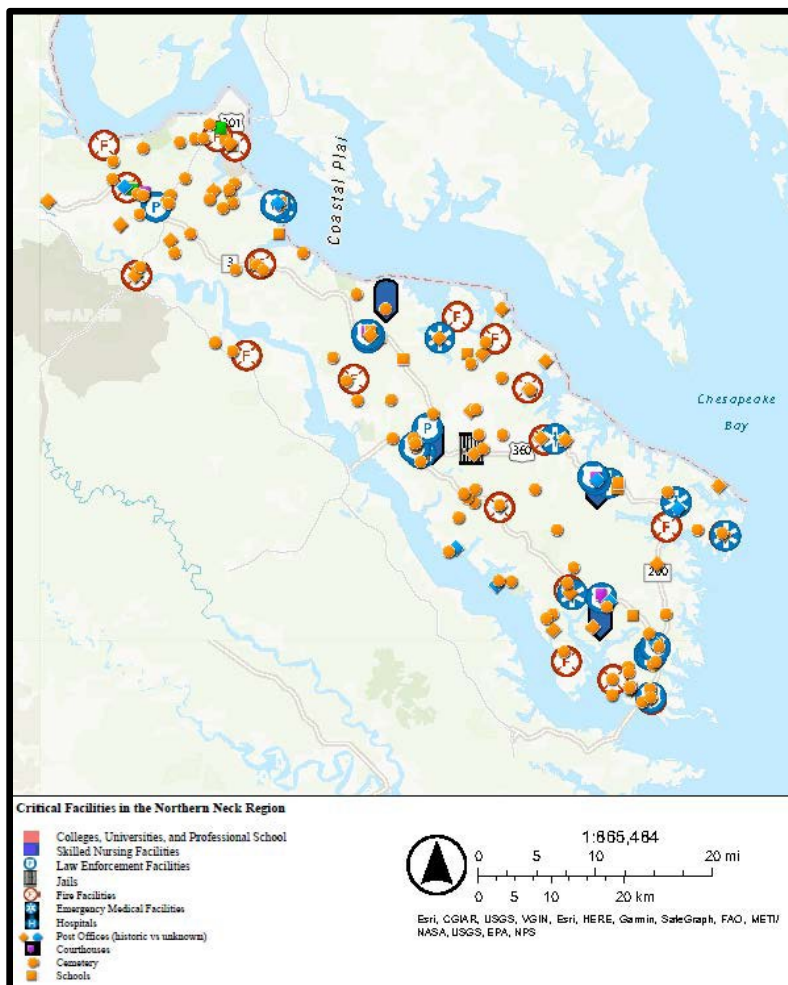 301
F
F
Coastal Plai
P
3
F
F
F
Chesapeake
Bay
F
P
360
F
200
F
Critical Facilities in the Northern Neck Region
Colleges, Universities, and Professional School
Skilled Nursing Facilities
Law Enforcement Facilities
Jails
Fire Facilities
Emergency Medical Facilities
Hospitals
Post Offices (historic vs unknown)
Courthouses
Cemetery
Schools
1:665,464
0 5 10 20 mi
0 5 10 20 km
Esri, CGIAR, USGS, VGIN, Esri, HERE, Garmin, SafeGraph, FAO, METI/
NASA, USGS, EPA, NPS